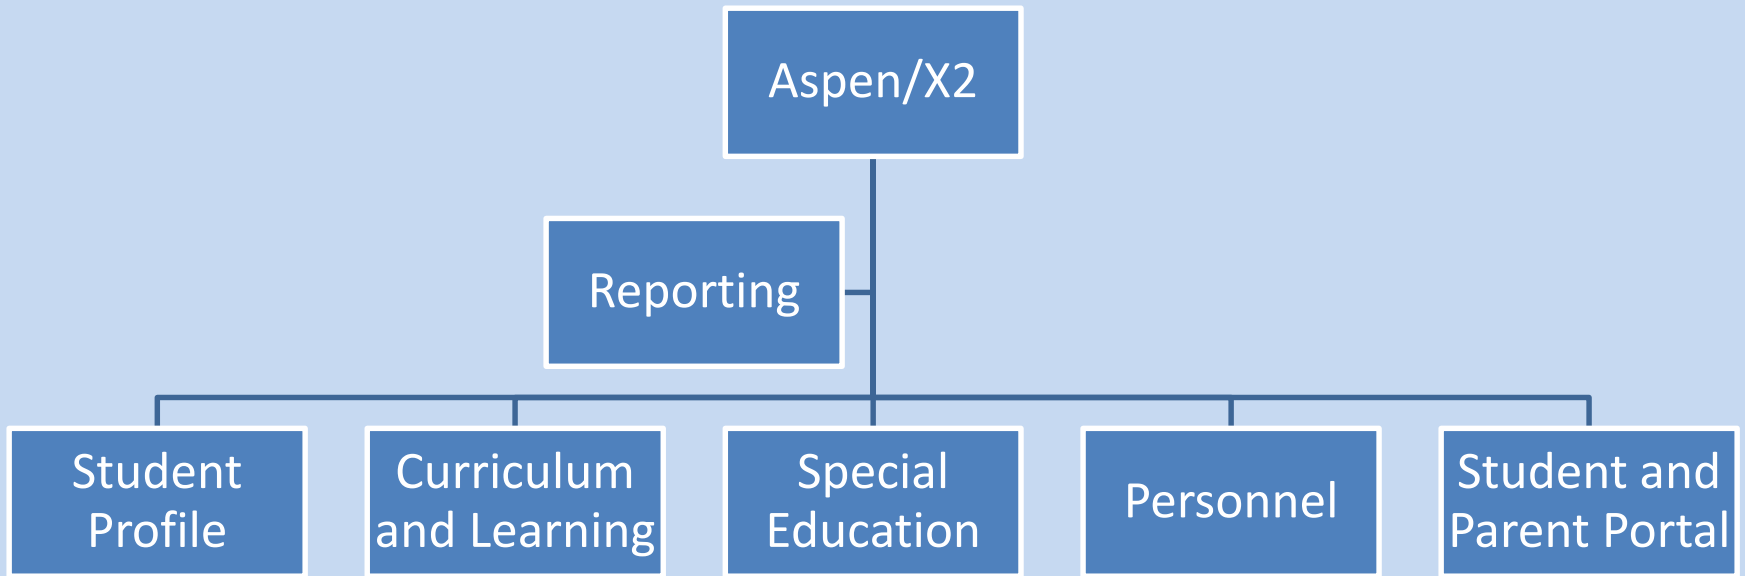 Aspen/X2
Reporting
Student
Profile
Curriculum
and Learning
Special
Education
Personnel
Student and
Parent Portal